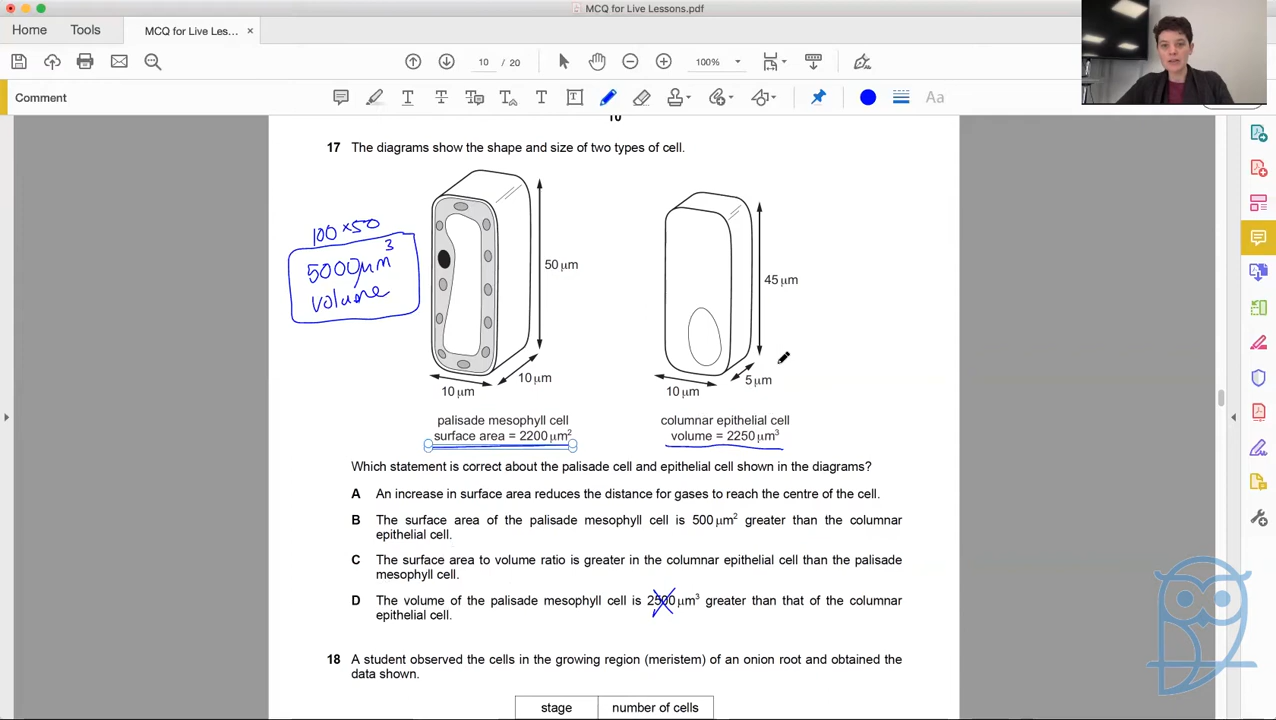 MCQ for Live Lessons.pdf
Home
Tools
MCQ for Live Les...
×
10 / 20
100%
Comment
Aa
10
17 The diagrams show the shape and size of two types of cell.
100 × 50
5000 μm³
volume
50 μm
10 μm
10 μm
45 μm
5 μm
10 μm
palisade mesophyll cell
surface area = 2200 μm²
columnar epithelial cell
volume = 2250 μm³
Which statement is correct about the palisade cell and epithelial cell shown in the diagrams?
A An increase in surface area reduces the distance for gases to reach the centre of the cell.
B The surface area of the palisade mesophyll cell is 500 μm² greater than the columnar
epithelial cell.
C The surface area to volume ratio is greater in the columnar epithelial cell than the palisade
mesophyll cell.
D The volume of the palisade mesophyll cell is 2500 μm³ greater than that of the columnar
epithelial cell.
18 A student observed the cells in the growing region (meristem) of an onion root and obtained the
data shown.
stage number of cells